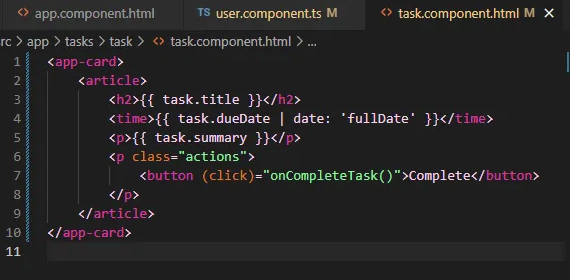 app.component.html TS user.component.ts M task.component.html M
src > app > tasks > task > task.component.html > ...
1 <app-card>
2 <article>
3 <h2>{{ task.title }}</h2>
4 <time>{{ task.dueDate | date: 'fullDate' }}</time>
5 <p>{{ task.summary }}</p>
6 <p class="actions">
7 <button (click)="onCompleteTask()">Complete</button>
8 </p>
9 </article>
10 </app-card>
11